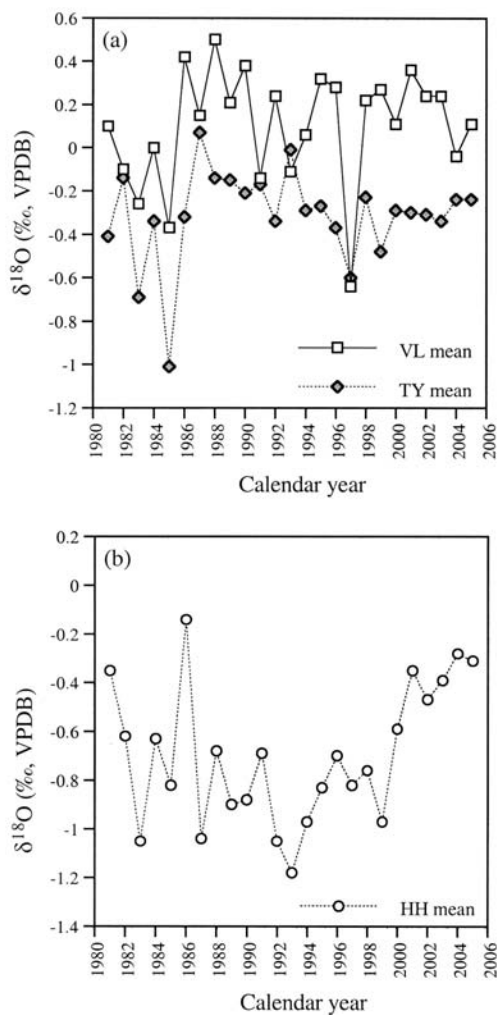 (a)
δ¹⁸O (‰, VPDB)
0.6
0.4
0.2
0
-0.2
-0.4
-0.6
-0.8
-1
-1.2
VL mean
TY mean
1980 1982 1984 1986 1988 1990 1992 1994 1996 1998 2000 2002 2004 2006
Calendar year
(b)
δ¹⁸O (‰, VPDB)
0.2
0
-0.2
-0.4
-0.6
-0.8
-1
-1.2
-1.4
HH mean
1980 1982 1984 1986 1988 1990 1992 1994 1996 1998 2000 2002 2004 2006
Calendar year